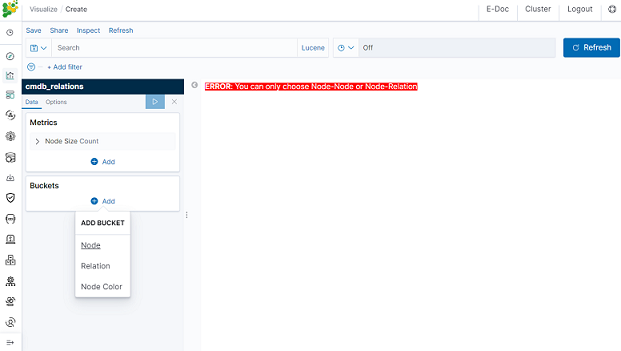 Visualize / Create
E-Doc
Cluster
Logout
Save Share Inspect Refresh
Search
Lucene
Off
Refresh
+ Add filter
cmdb_relations
ERROR: You can only choose Node-Node or Node-Relation
Data Options
Metrics
Node Size Count
Add
Buckets
Add
ADD BUCKET
Node
Relation
Node Color